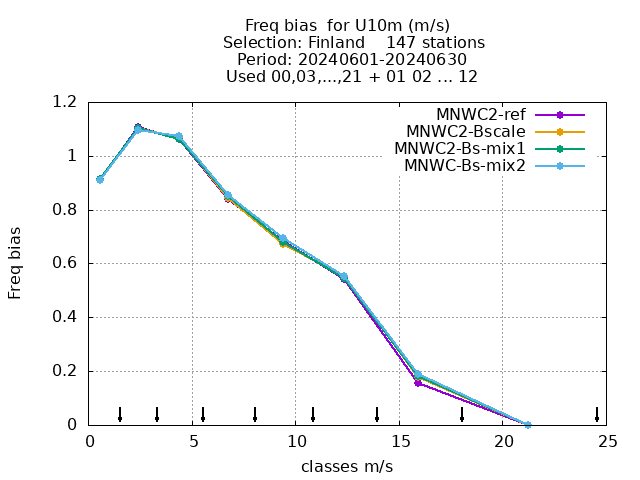 Freq bias  for U10m (m/s)
Selection: Finland    147 stations
Period: 20240601-20240630
Used 00,03,...,21 + 01 02 ... 12
MNWC2-ref
MNWC2-Bscale
MNWC2-Bs-mix1
MNWC-Bs-mix2
Freq bias
1.2
1
0.8
0.6
0.4
0.2
0
0 5 10 15 20 25
classes m/s